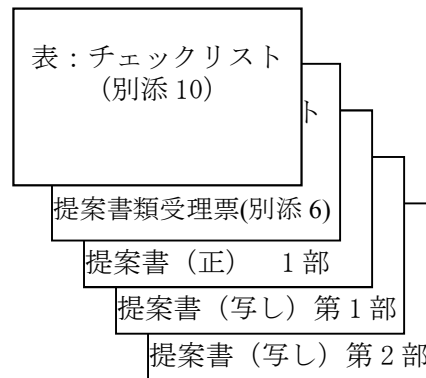 表：チェックリスト
（別添 10）
ト
提案書類受理票(別添 6)
提案書（正）　１部
提案書（写し）第１部
提案書（写し）第２部